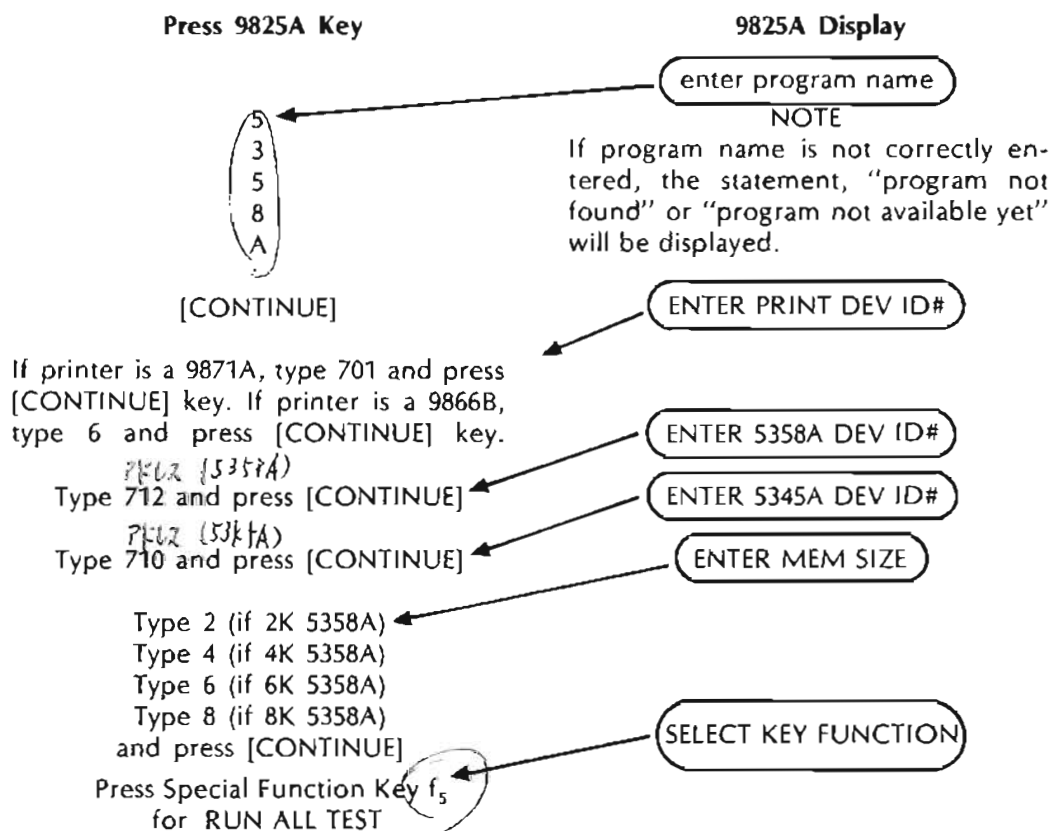 Press 9825A Key
9825A Display
enter program name
NOTE
If program name is not correctly en-
tered, the statement, "program not
found" or "program not available yet"
will be displayed.
5
3
5
8
A
[CONTINUE]
ENTER PRINT DEV ID#
If printer is a 9871A, type 701 and press
[CONTINUE] key. If printer is a 9866B,
type 6 and press [CONTINUE] key.
ENTER 5358A DEV ID#
(5358A)
Type 712 and press [CONTINUE]
ENTER 5345A DEV ID#
Type 710 and press [CONTINUE]
ENTER MEM SIZE
Type 2 (if 2K 5358A)
Type 4 (if 4K 5358A)
Type 6 (if 6K 5358A)
Type 8 (if 8K 5358A)
and press [CONTINUE]
SELECT KEY FUNCTION
Press Special Function Key f5
for RUN ALL TEST